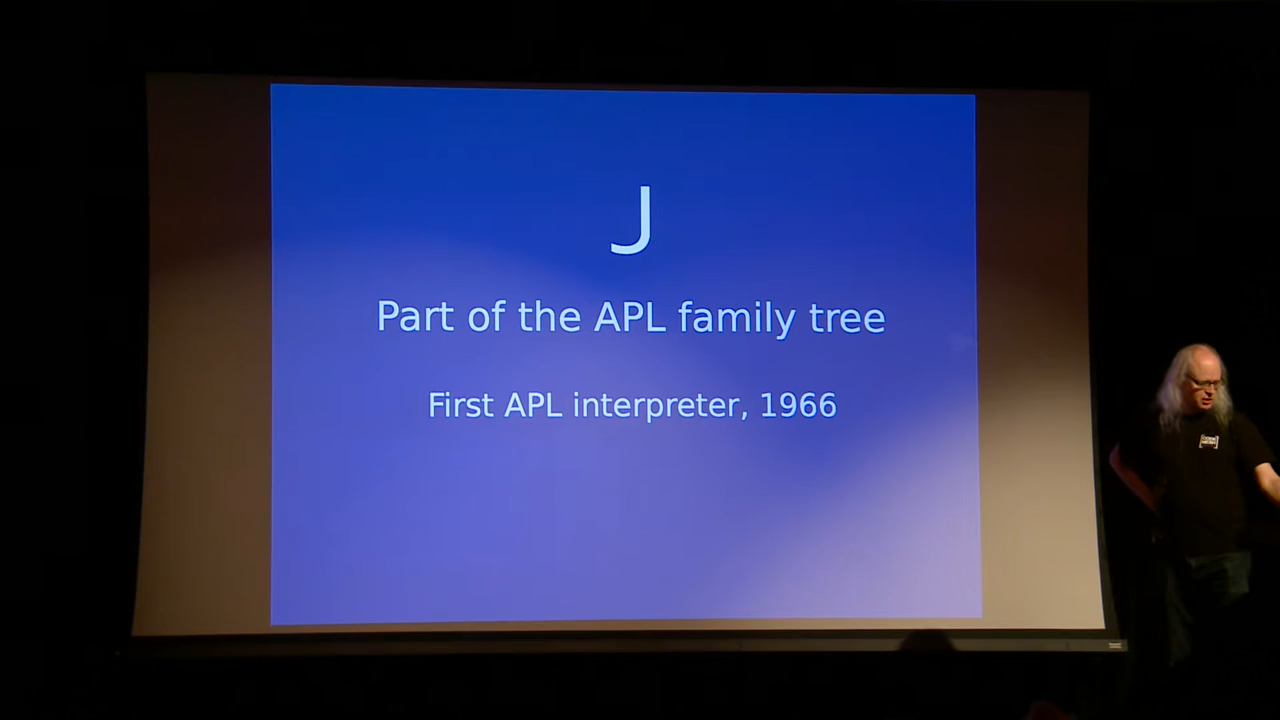 J
Part of the APL family tree
First APL interpreter, 1966